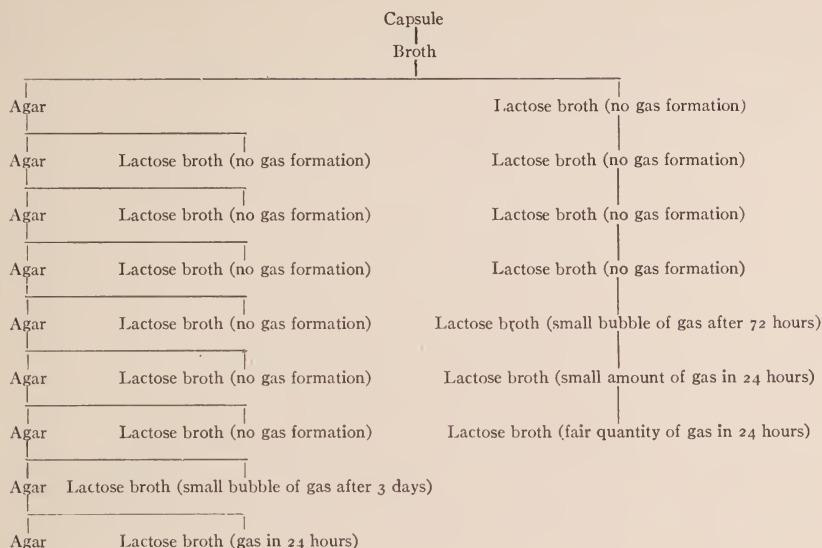 Capsule
Broth
Agar Lactose broth (no gas formation)
Agar Lactose broth (no gas formation) Lactose broth (no gas formation)
Agar Lactose broth (no gas formation) Lactose broth (no gas formation)
Agar Lactose broth (no gas formation) Lactose broth (no gas formation)
Agar Lactose broth (no gas formation) Lactose broth (small bubble of gas after 72 hours)
Agar Lactose broth (no gas formation) Lactose broth (small amount of gas in 24 hours)
Agar Lactose broth (no gas formation) Lactose broth (fair quantity of gas in 24 hours)
Agar Lactose broth (small bubble of gas after 3 days)
Agar Lactose broth (gas in 24 hours)